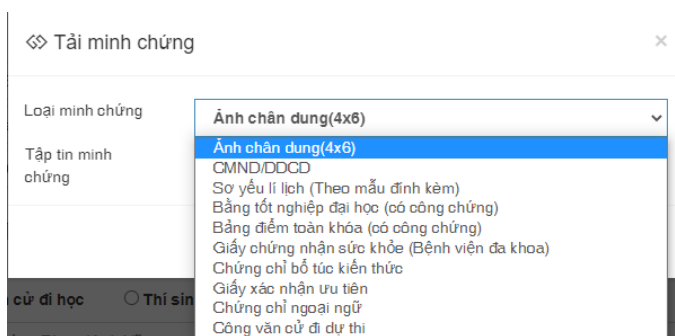 Tải minh chứng
×
Loại minh chứng
Ảnh chân dung(4x6)
Tập tin minh
chứng
Ảnh chân dung(4x6)
CMND/DDCD
Sơ yếu lí lịch (Theo mẫu đính kèm)
Bằng tốt nghiệp đại học (có công chứng)
Bảng điểm toàn khóa (có công chứng)
Giấy chứng nhận sức khỏe (Bệnh viện đa khoa)
Chứng chỉ bổ túc kiến thức
Giấy xác nhận ưu tiên
Chứng chỉ ngoại ngữ
Công văn cử đi dự thi
cử đi học
Thí sin